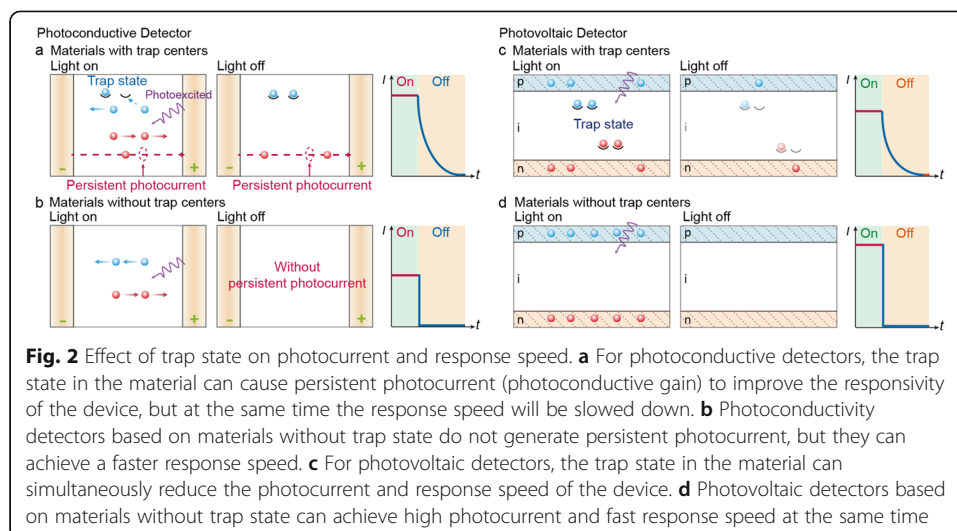 Photoconductive Detector
a Materials with trap centers
Light on
Light off
Trap state
Photoexcited
I
On
Off
t
-
+
-
+
Persistent photocurrent
Persistent photocurrent
b Materials without trap centers
Light on
Light off
Without
persistent photocurrent
I
On
Off
t
-
+
-
+
Photovoltaic Detector
c Materials with trap centers
Light on
Light off
p
i
n
Trap state
p
i
n
I
On
Off
t
d Materials without trap centers
Light on
Light off
p
i
n
p
i
n
I
On
Off
t
Fig. 2 Effect of trap state on photocurrent and response speed. a For photoconductive detectors, the trap
state in the material can cause persistent photocurrent (photoconductive gain) to improve the responsivity
of the device, but at the same time the response speed will be slowed down. b Photoconductivity
detectors based on materials without trap state do not generate persistent photocurrent, but they can
achieve a faster response speed. c For photovoltaic detectors, the trap state in the material can
simultaneously reduce the photocurrent and response speed of the device. d Photovoltaic detectors based
on materials without trap state can achieve high photocurrent and fast response speed at the same time